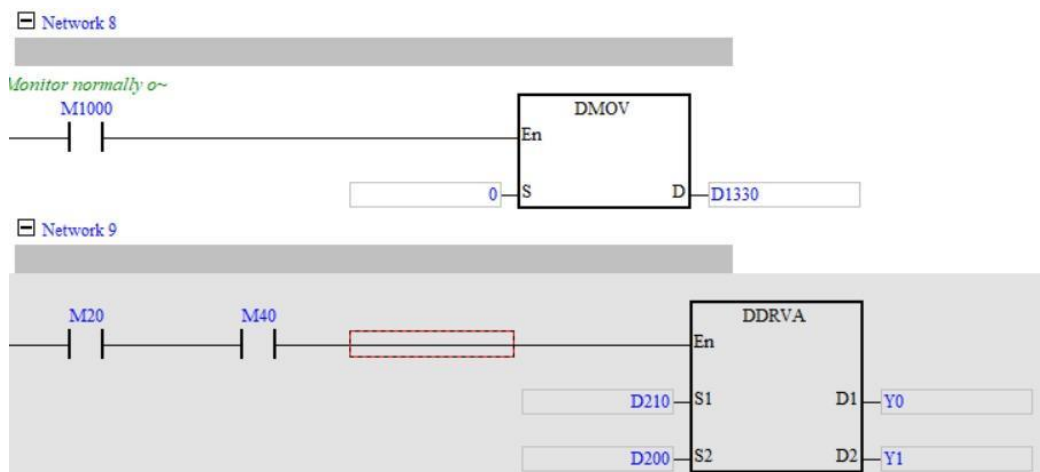 Network 8
Monitor normally o~
M1000
DMOV
En
0 S D D1330
Network 9
M20 M40 DDRVA
En
D210 S1 D1 Y0
D200 S2 D2 Y1